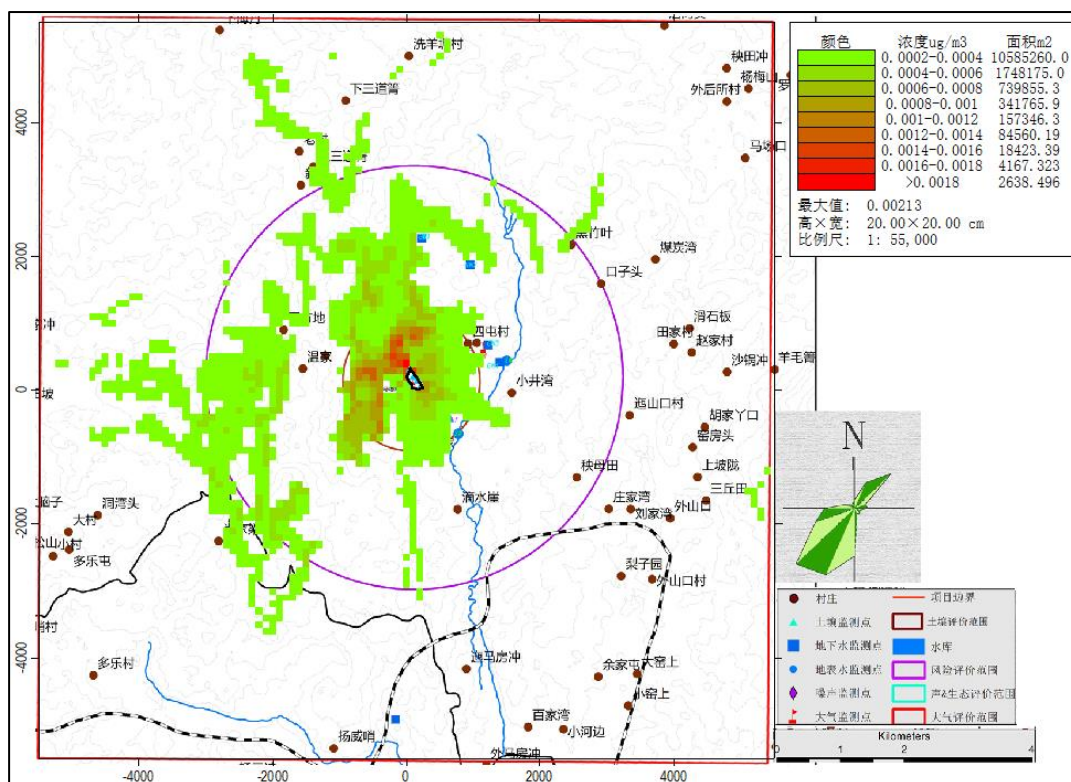 颜色 浓度ug/m3 面积m2
0.0002-0.0004 10585260.0
0.0004-0.0006 1748175.0
0.0006-0.0008 739855.3
0.0008-0.001 341765.9
0.001-0.0012 157346.3
0.0012-0.0014 84560.19
0.0014-0.0016 18423.39
0.0016-0.0018 4167.323
>0.0018 2638.496
最大值: 0.00213
高×宽: 20.00×20.00 cm
比例尺: 1: 55,000
洗羊塘村
秧田冲
杨梅山
外后所村
下三道箐
4000
马场口
煤炭湾
2000
口子头
滑石板
田家村
赵家村
四屯村
沙锅冲
羊毛箐
温家
小井湾
0
迤山口村
胡家丫口
窑房头
N
秧母田
上坡陇
三丘田
洞湾头
滴水崖
庄家湾
刘家湾
外山口
大村
-2000
松山小村
多乐屯
梨子园
外山口村
多乐村
迤马房冲
余家屯
大窑上
-4000
小窑上
百家湾
小河边
扬威哨
外马房冲
村庄
项目边界
土壤监测点
土壤评价范围
地下水监测点
水库
地表水监测点
风险评价范围
噪声监测点
声&生态评价范围
大气监测点
大气评价范围
Kilometers
0 1 2 4
-4000 -2000 0 2000 4000